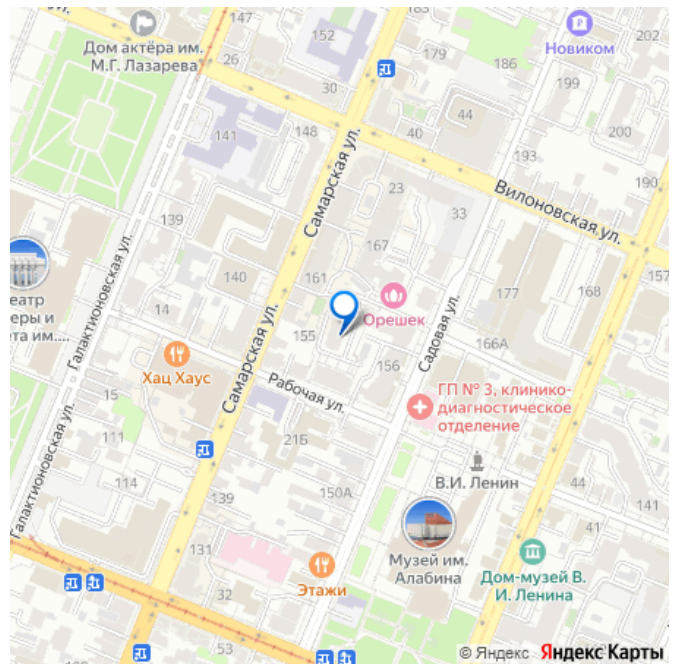 147
152
202
Дом актёра им.
М.Г. Лазарева
179
Новиком
186
26
199
30
44
141
148
40
200
193
190
23
Вилоновская ул.
Самарская ул.
33
139
167
140
161
157
177
168
еатр
еры и
ета им....
14
Орешек
Галактионовская ул.
155
Садовая ул.
166А
156
Хац Хаус
Самарская ул.
Рабочая ул.
15
ГП № 3, клинико-
диагностическое
отделение
111
21Б
Галактионовская ул.
114
В.И. Ленин
44
139
150А
141
41
131
Музей им.
Алабина
Дом-музей В.
И. Ленина
32
Этажи
53
© Яндекс Яндекс Карты